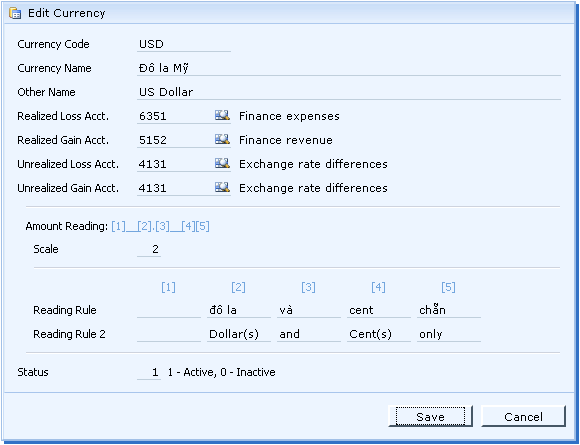 Edit Currency
Currency Code USD
Currency Name Đô la Mỹ
Other Name US Dollar
Realized Loss Acct. 6351 Finance expenses
Realized Gain Acct. 5152 Finance revenue
Unrealized Loss Acct. 4131 Exchange rate differences
Unrealized Gain Acct. 4131 Exchange rate differences
Amount Reading: [1]__[2].[3]__[4][5]
Scale 2
[1] [2] [3] [4] [5]
Reading Rule đô la và cent chẵn
Reading Rule 2 Dollar(s) and Cent(s) only
Status 1 1 - Active, 0 - Inactive
Save Cancel